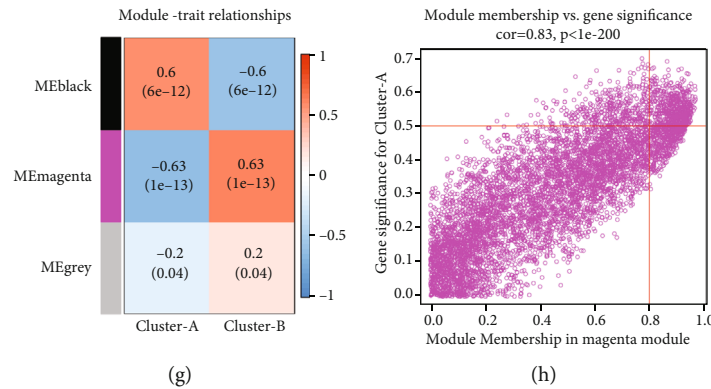 Module -trait relationships
MEblack
MEmagenta
MEgrey
0.6
(6e–12)
–0.6
(6e–12)
–0.63
(1e–13)
0.63
(1e–13)
–0.2
(0.04)
0.2
(0.04)
Cluster-A
Cluster-B
1
0.5
0
–0.5
–1
(g)
Module membership vs. gene significance
cor=0.83, p<1e-200
Gene significance for Cluster-A
0.7
0.6
0.5
0.4
0.3
0.2
0.1
0.0
0.0
0.2
0.4
0.6
0.8
1.0
Module Membership in magenta module
(h)